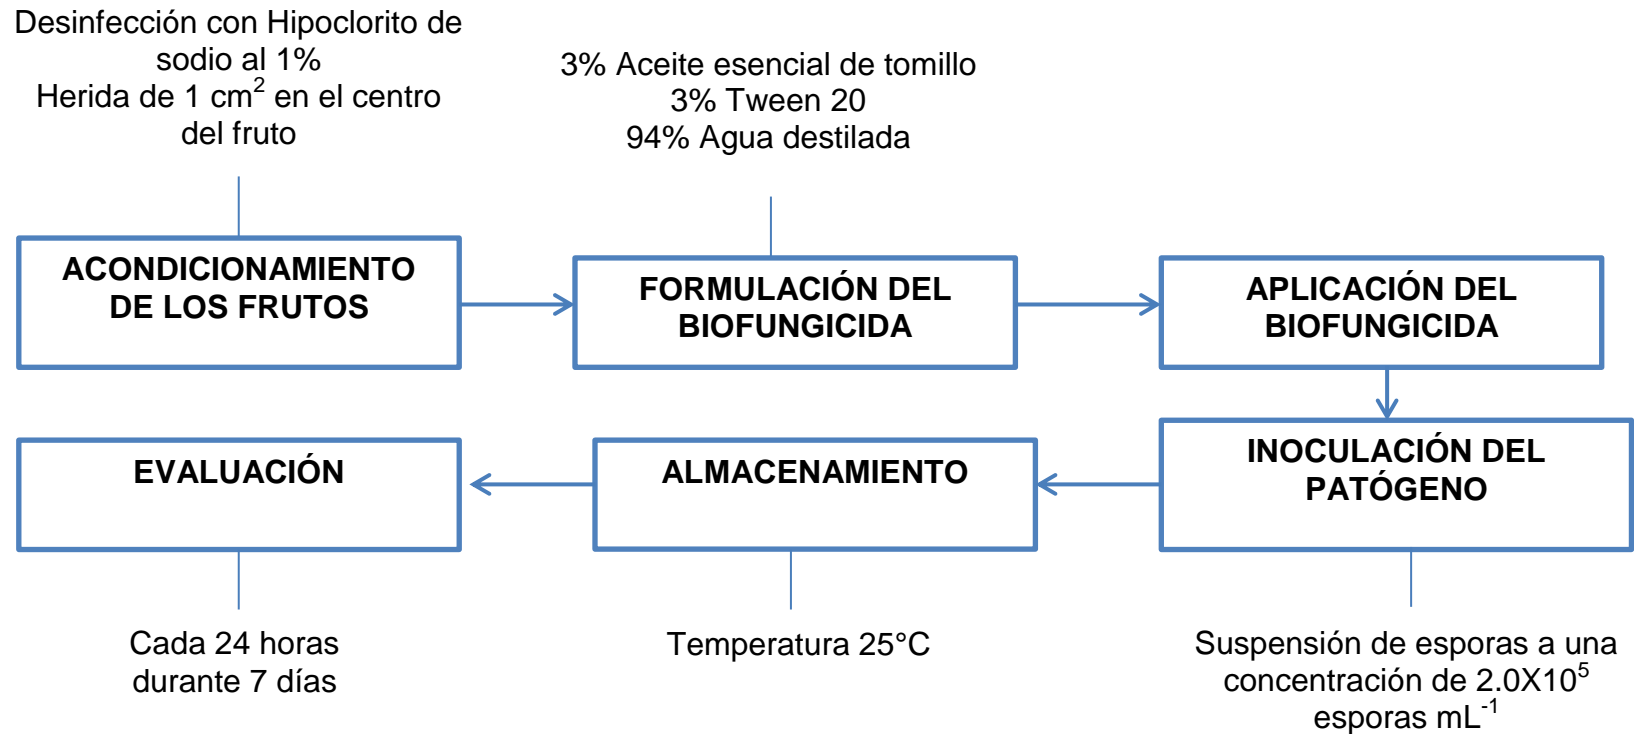 Desinfección con Hipoclorito de
sodio al 1%
Herida de 1 cm² en el centro
del fruto
3% Aceite esencial de tomillo
3% Tween 20
94% Agua destilada
ACONDICIONAMIENTO
DE LOS FRUTOS
FORMULACIÓN DEL
BIOFUNGICIDA
APLICACIÓN DEL
BIOFUNGICIDA
INOCULACIÓN DEL
PATÓGENO
ALMACENAMIENTO
EVALUACIÓN
Suspensión de esporas a una
concentración de 2.0X10⁵
esporas mL⁻¹
Temperatura 25°C
Cada 24 horas
durante 7 días